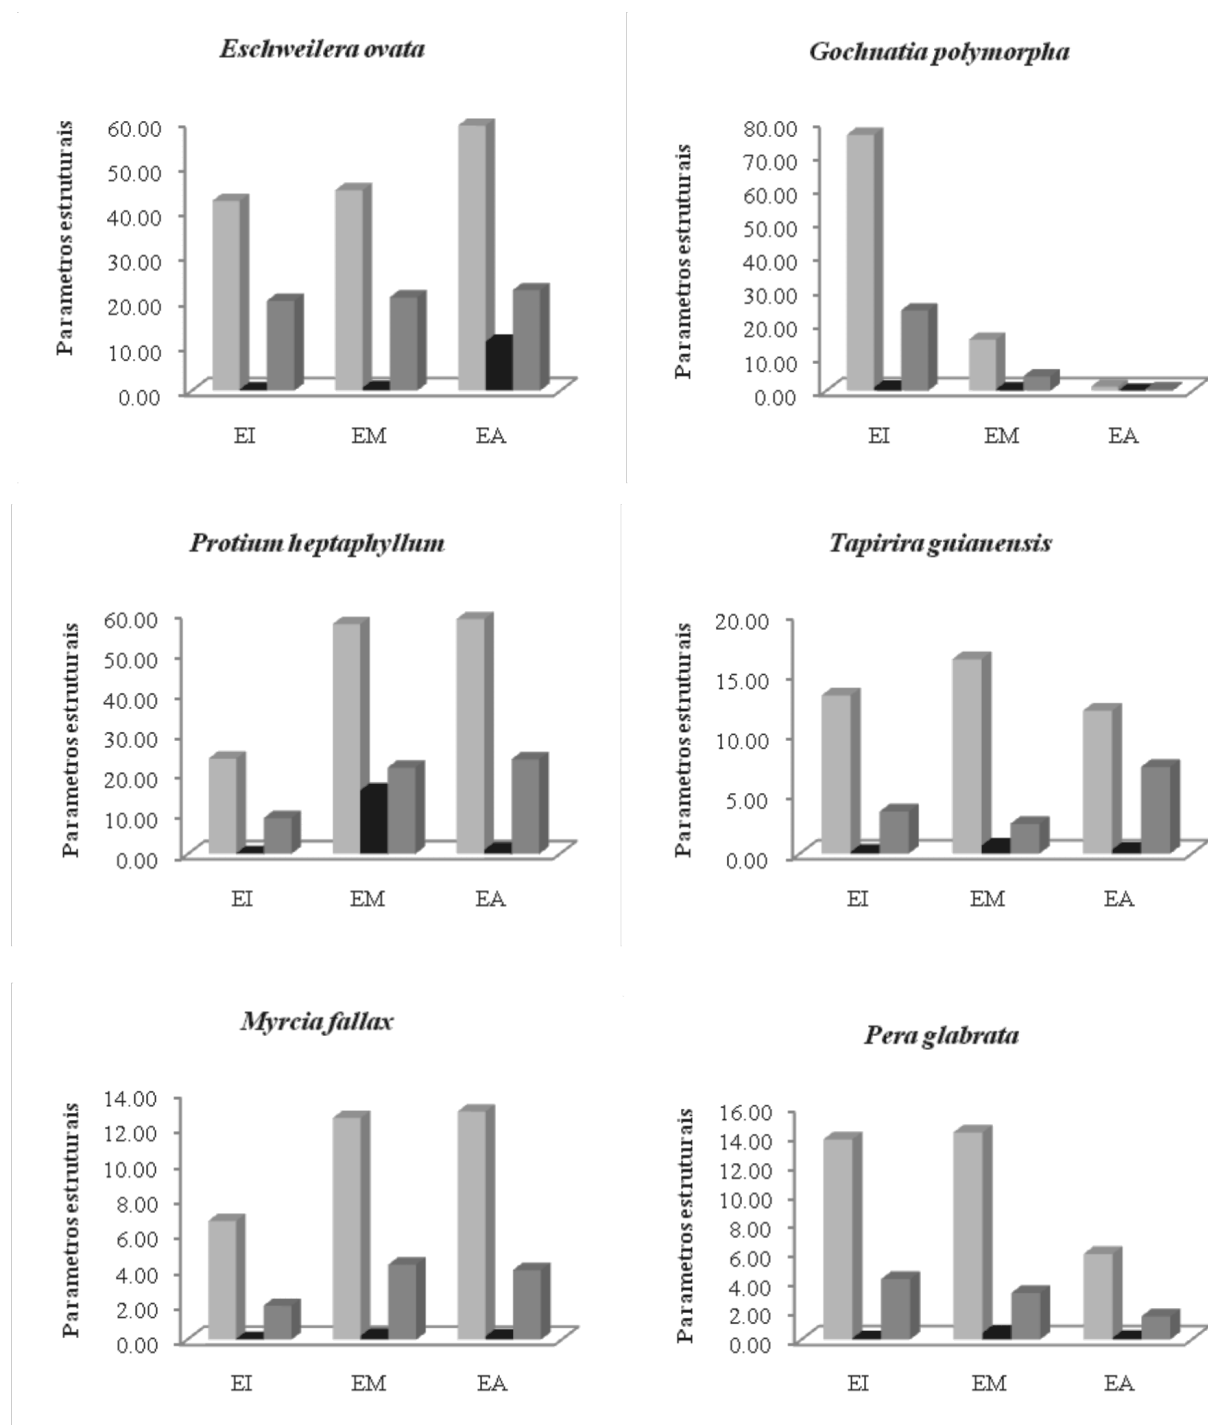 Eschweilera ovata
Parametros estruturais
60.00
50.00
40.00
30.00
20.00
10.00
0.00
EI EM EA
Gochnatia polymorpha
Parametros estruturais
80.00
70.00
60.00
50.00
40.00
30.00
20.00
10.00
0.00
EI EM EA
Protium heptaphyllum
Parametros estruturais
60.00
50.00
40.00
30.00
20.00
10.00
0.00
EI EM EA
Tapirira guianensis
Parametros estruturais
20.00
15.00
10.00
5.00
0.00
EI EM EA
Myrcia fallax
Parametros estruturais
14.00
12.00
10.00
8.00
6.00
4.00
2.00
0.00
EI EM EA
Pera glabrata
Parametros estruturais
16.00
14.00
12.00
10.00
8.00
6.00
4.00
2.00
0.00
EI EM EA